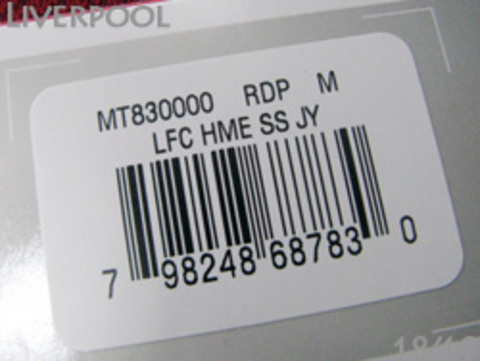 LIVERPOOL
MT830000 RDP M
LFC HME SS JY
7 98248 68783 0